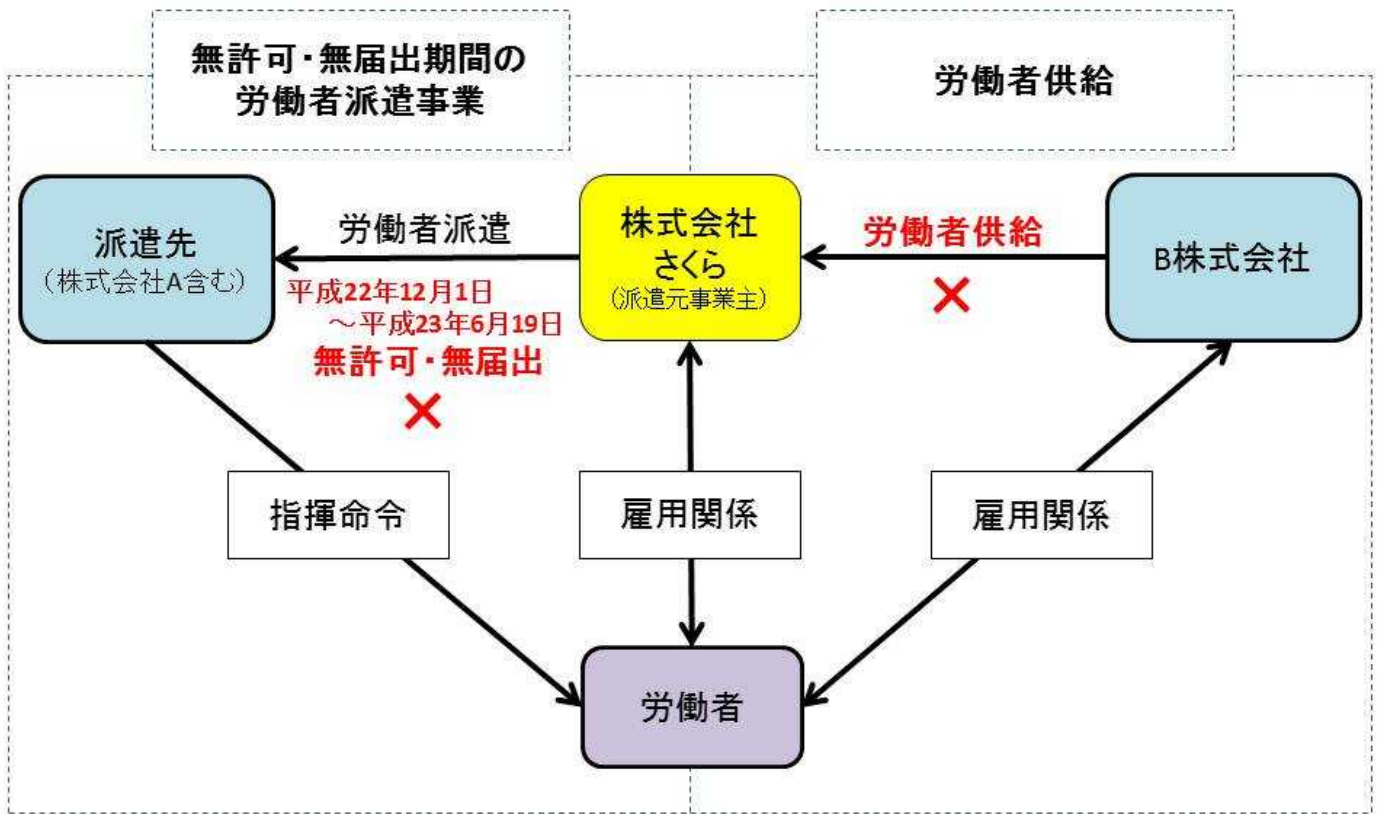 無許可・無届出期間の
労働者派遣事業
労働者供給
派遣先
（株式会社A含む）
労働者派遣
平成22年12月1日
～平成23年6月19日
無許可・無届出
×
株式会社
さくら
（派遣元事業主）
労働者供給
×
B株式会社
指揮命令
雇用関係
雇用関係
労働者